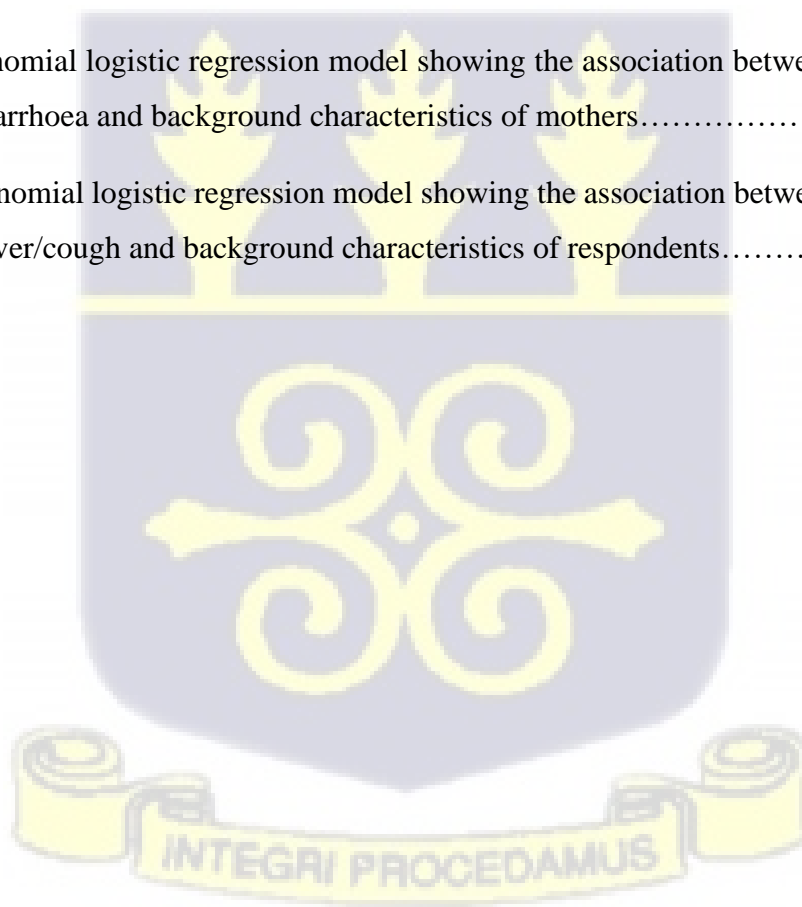 nomial logistic regression model showing the association betwe
arrhoea and background characteristics of mothers……………
nomial logistic regression model showing the association betwe
ver/cough and background characteristics of respondents………
INTEGRI PROCEDAMUS